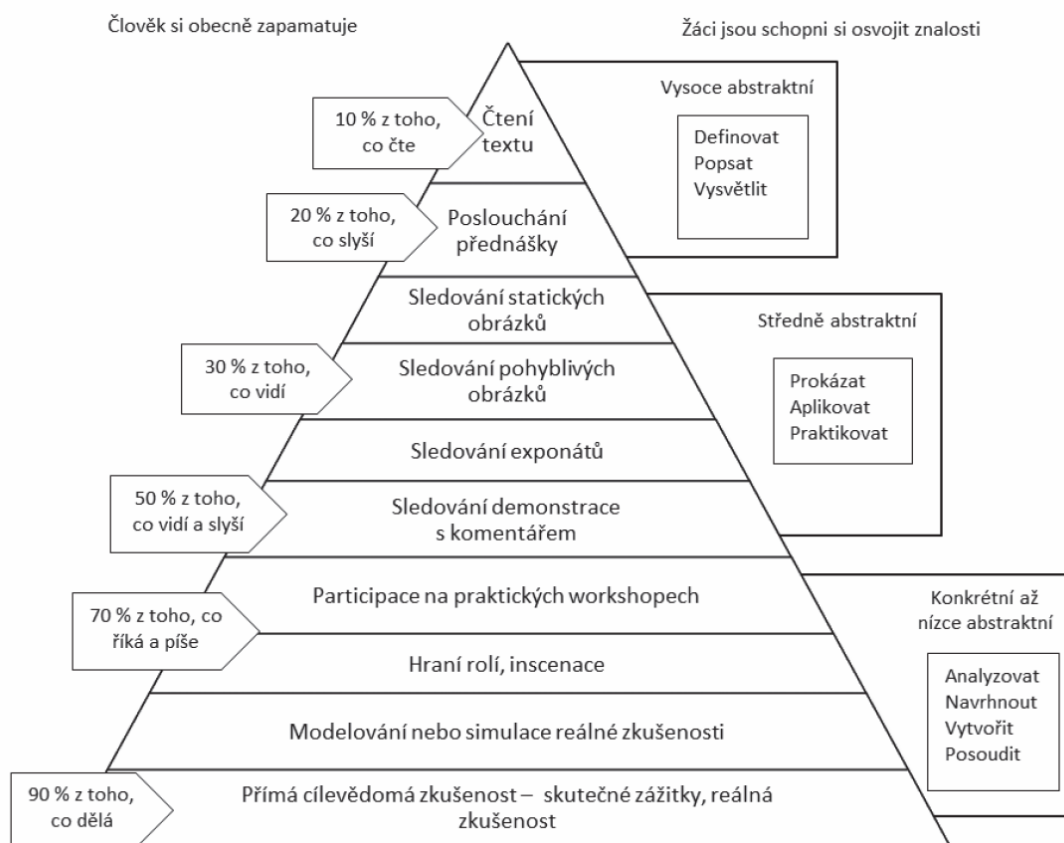 Člověk si obecně zapamatuje
Žáci jsou schopni si osvojit znalosti
10 % z toho,
co čte
20 % z toho,
co slyší
30 % z toho,
co vidí
50 % z toho,
co vidí a slyší
70 % z toho, co
říká a píše
90 % z toho,
co dělá
Čtení
textu
Poslouchání
přednášky
Sledování statických
obrázků
Sledování pohyblivých
obrázků
Sledování exponátů
Sledování demonstrace
s komentářem
Participace na praktických workshopech
Hraní rolí, inscenace
Modelování nebo simulace reálné zkušenosti
Přímá cílevědomá zkušenost – skutečné zážitky, reálná
zkušenost
Vysoce abstraktní
Definovat
Popsat
Vysvětlit
Středně abstraktní
Prokázat
Aplikovat
Praktikovat
Konkrétní až
nízce abstraktní
Analyzovat
Navrhnout
Vytvořit
Posoudit